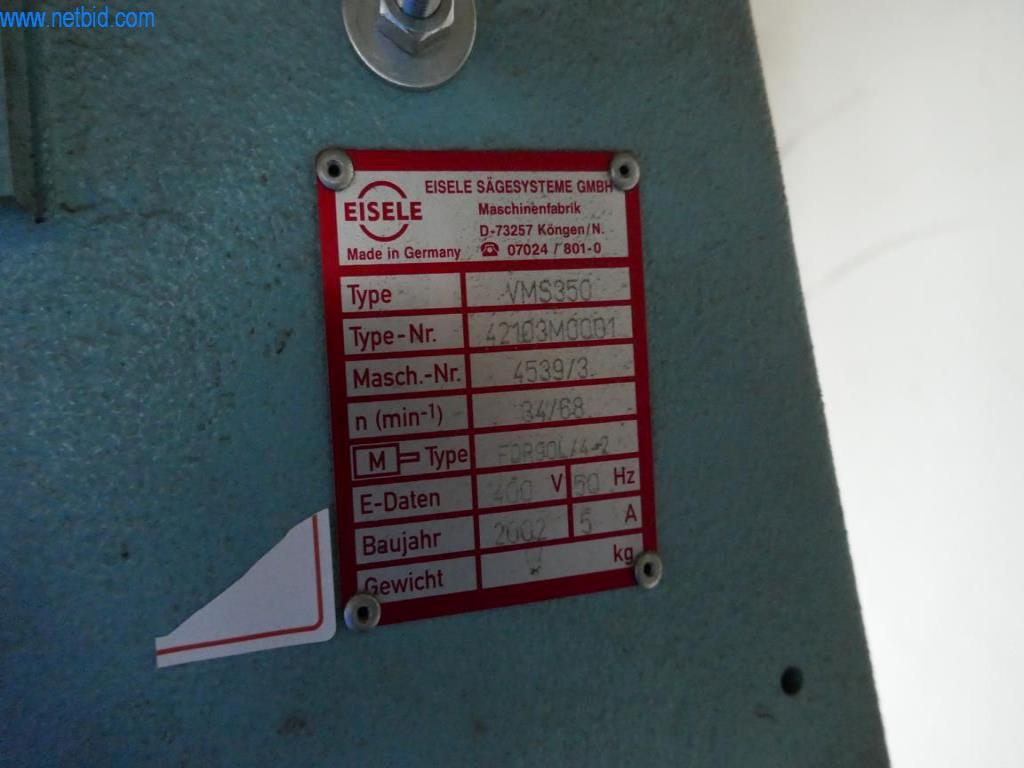 www.netbid.com
EISELE SÄGESYSTEME GMBH
EISELE
Maschinenfabrik
D-73257 Köngen/N.
Made in Germany ☎ 07024 / 801-0
Type VMS350
Type-Nr. 42103M0001
Masch.-Nr. 4539/3
n (min-1) 34/68
M Type
E-Daten 400 V 50 Hz
Baujahr 2002 5 A
Gewicht kg